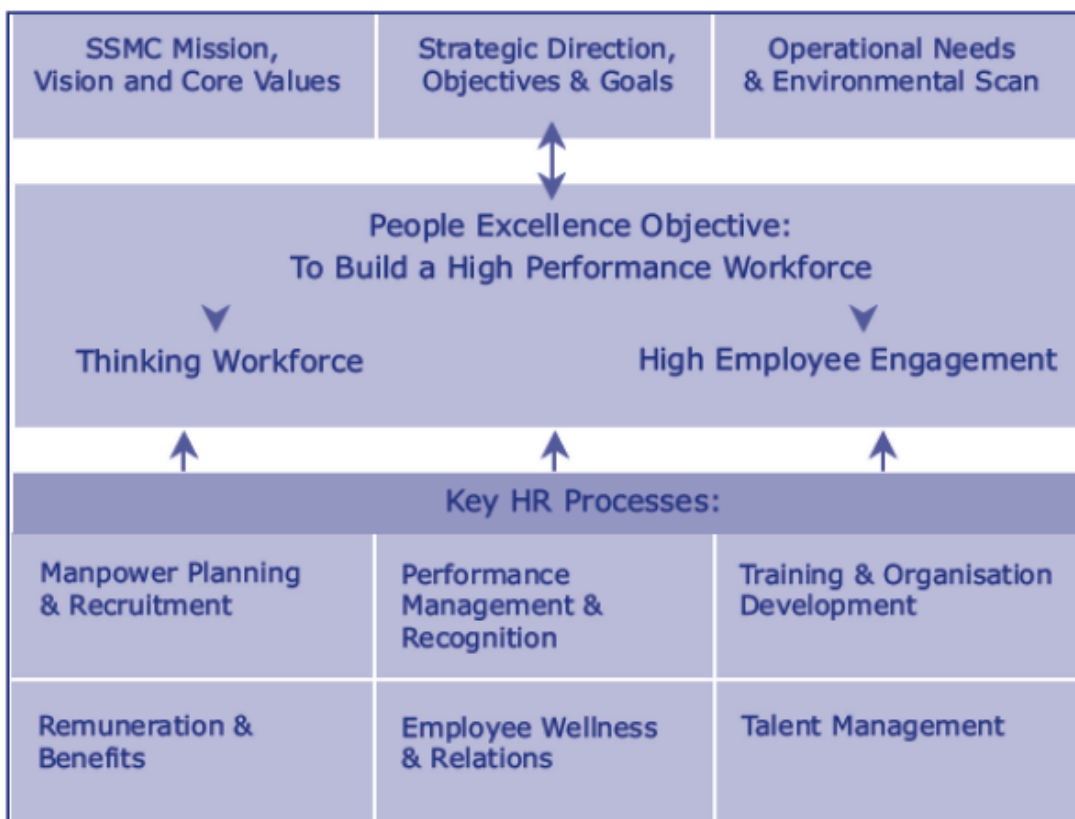 SSMC Mission,
Vision and Core Values
Strategic Direction,
Objectives & Goals
Operational Needs
& Environmental Scan
People Excellence Objective:
To Build a High Performance Workforce
Thinking Workforce
High Employee Engagement
Key HR Processes:
Manpower Planning
& Recruitment
Performance
Management &
Recognition
Training & Organisation
Development
Remuneration &
Benefits
Employee Wellness
& Relations
Talent Management